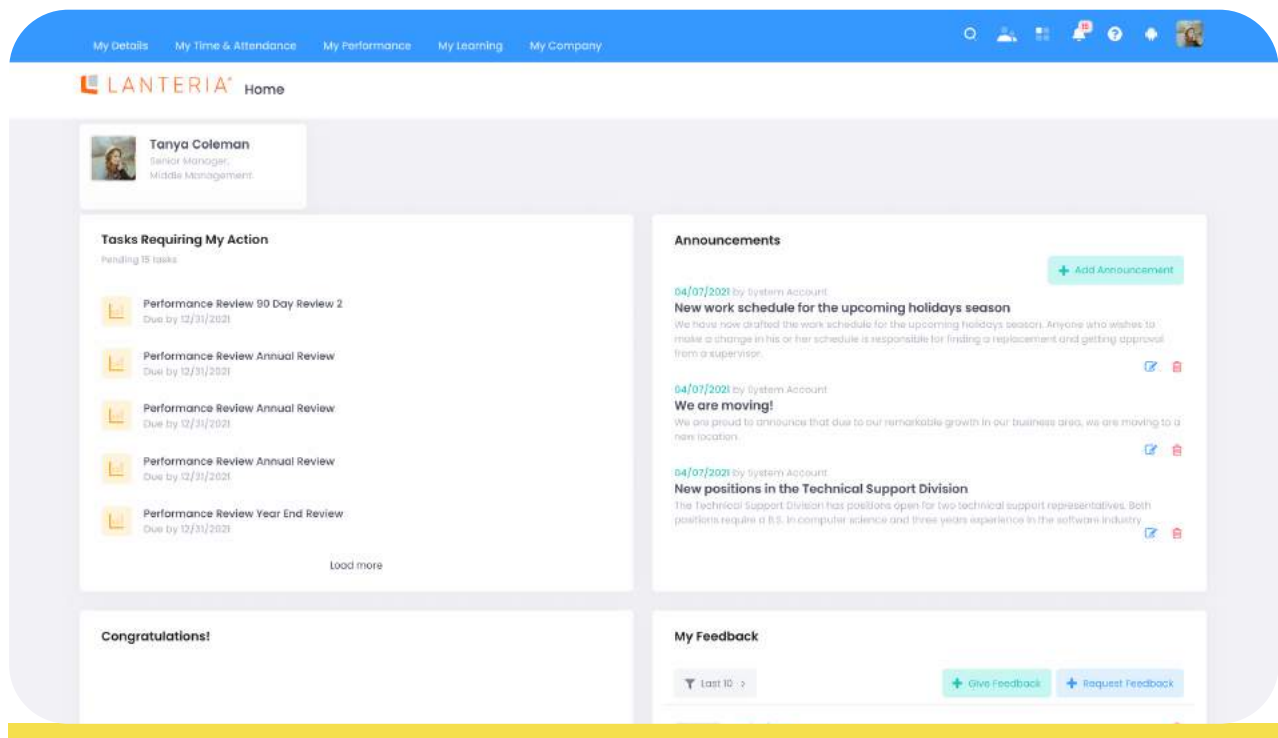 My Details My Time & Attendance My Performance My Learning My Company
15
LANTERIA Home
Tanya Coleman
Senior Manager,
Middle Management
Tasks Requiring My Action
Pending 15 tasks
Performance Review 90 Day Review 2
Due by 12/31/2021
Performance Review Annual Review
Due by 12/31/2021
Performance Review Annual Review
Due by 12/31/2021
Performance Review Annual Review
Due by 12/31/2021
Performance Review Year End Review
Due by 12/31/2021
Load more
Announcements
+ Add Announcement
04/07/2021 by System Account
New work schedule for the upcoming holidays season
We have now drafted the work schedule for the upcoming holidays season. Anyone who wishes to
make a change in his or her schedule is responsible for finding a replacement and getting approval
from a supervisor.
04/07/2021 by System Account
We are moving!
We are proud to announce that due to our remarkable growth in our business area, we are moving to a
new location.
04/07/2021 by System Account
New positions in the Technical Support Division
The Technical Support Division has positions open for two technical support representatives. Both
positions require a B.S. in computer science and three years experience in the software industry
Congratulations!
My Feedback
Last 10 >
+ Give Feedback + Request Feedback